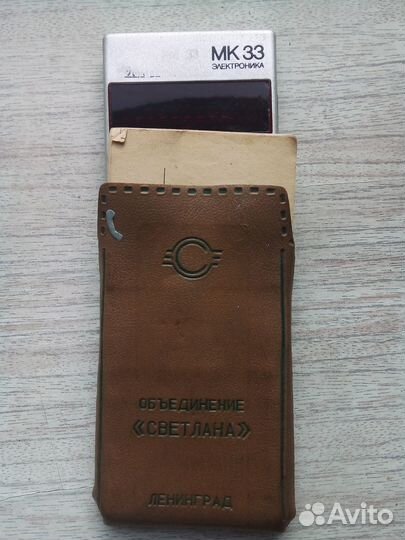 МК 33
ЭЛЕКТРОНИКА
ОБЪЕДИНЕНИЕ
«СВЕТЛАНА»
ЛЕНИНГРАД
Avito